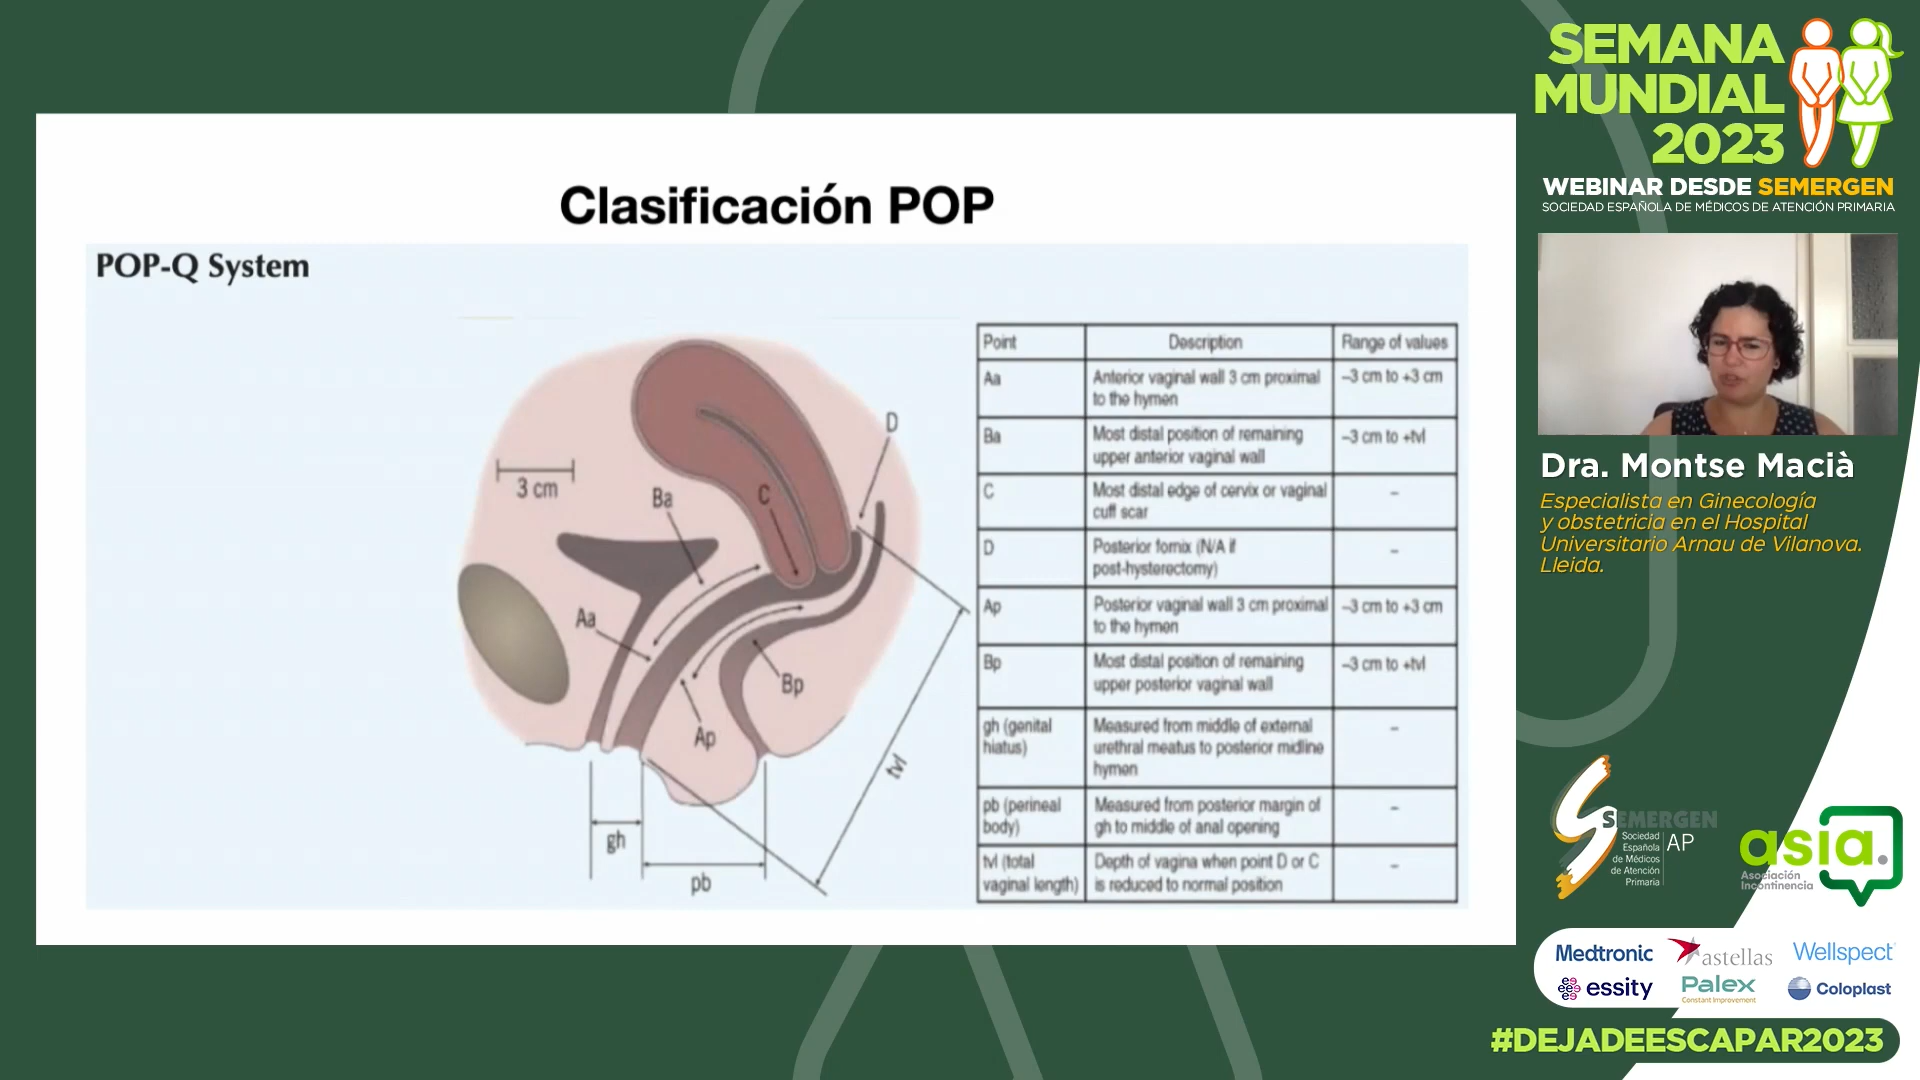 Clasificación POP
POP-Q System
3 cm
Ba
C
D
Aa
Bp
Ap
tvl
gh
pb
Point Description Range of values
Aa Anterior vaginal wall 3 cm proximal –3 cm to +3 cm
to the hymen
Ba Most distal position of remaining –3 cm to +tvl
upper anterior vaginal wall
C Most distal edge of cervix or vaginal –
cuff scar
D Posterior fornix (N/A if –
post-hysterectomy)
Ap Posterior vaginal wall 3 cm proximal –3 cm to +3 cm
to the hymen
Bp Most distal position of remaining –3 cm to +tvl
upper posterior vaginal wall
gh (genital Measured from middle of external –
hiatus) urethral meatus to posterior midline
hymen
pb (perineal Measured from posterior margin of –
body) gh to middle of anal opening
tvl (total Depth of vagina when point D or C –
vaginal length) is reduced to normal position
SEMANA
MUNDIAL
2023
WEBINAR DESDE SEMERGEN
SOCIEDAD ESPAÑOLA DE MÉDICOS DE ATENCIÓN PRIMARIA
Dra. Montse Macià
Especialista en Ginecología
y obstetricia en el Hospital
Universitario Arnau de Vilanova.
Lleida.
SEMERGEN
Sociedad
Española
de Médicos
de Atención
Primaria
AP
asia.
Asociación
Incontinencia
Medtronic astellas Wellspect
essity Palex Coloplast
Constant Improvement
#DEJADEESCAPAR2023